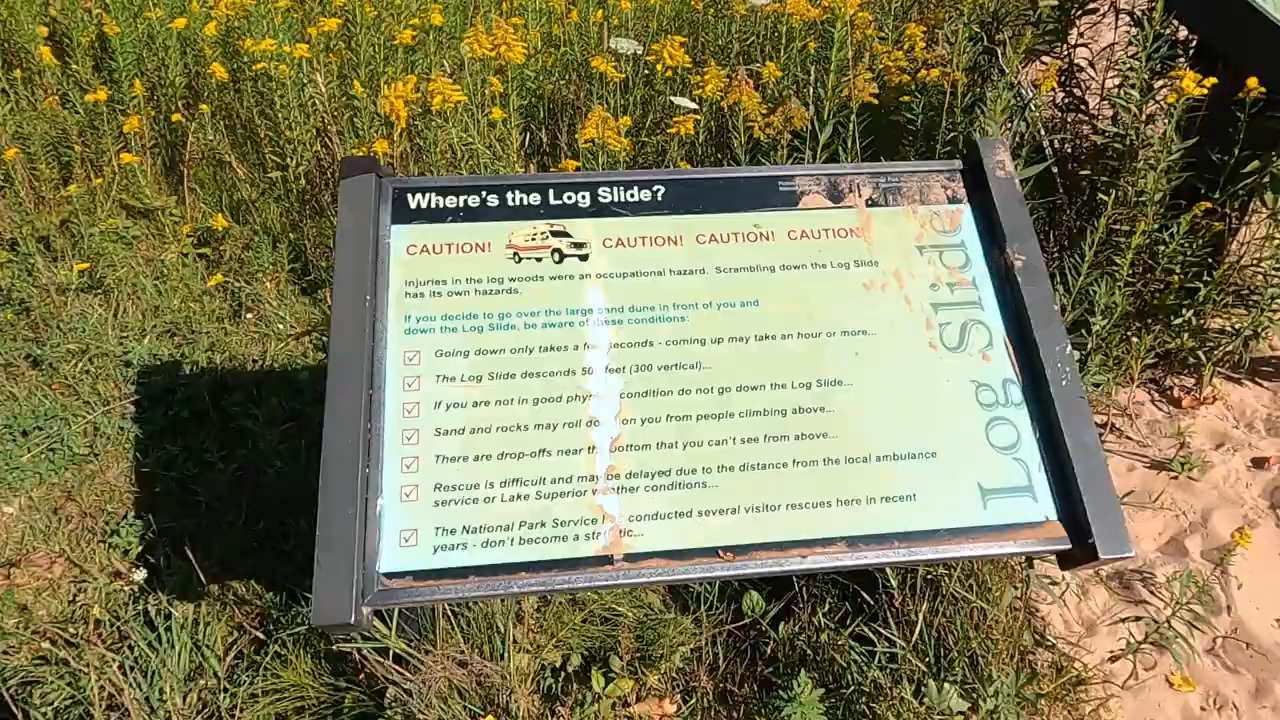 Where's the Log Slide?
CAUTION! CAUTION! CAUTION! CAUTION
Injuries in the log woods were an occupational hazard. Scrambling down the Log Slide
has its own hazards.
If you decide to go over the large sand dune in front of you and
down the Log Slide, be aware of these conditions:
Going down only takes a few seconds - coming up may take an hour or more...
The Log Slide descends 50 feet (300 vertical)...
If you are not in good physical condition do not go down the Log Slide...
Sand and rocks may roll down on you from people climbing above...
There are drop-offs near the bottom that you can't see from above...
Rescue is difficult and may be delayed due to the distance from the local ambulance
service or Lake Superior weather conditions...
The National Park Service has conducted several visitor rescues here in recent
years - don't become a statistic...
Log Slide